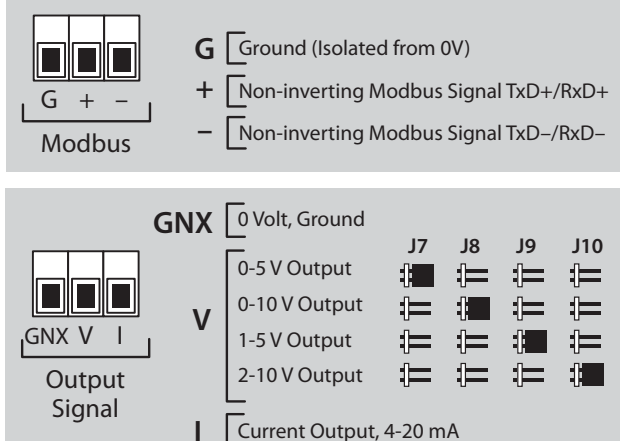 G Ground (Isolated from 0V)
+ Non-inverting Modbus Signal TxD+/RxD+
– Non-inverting Modbus Signal TxD–/RxD–
G + –
Modbus
GNX 0 Volt, Ground
J7 J8 J9 J10
V
0-5 V Output
0-10 V Output
1-5 V Output
2-10 V Output
GNX V I
Output
Signal
I Current Output, 4-20 mA